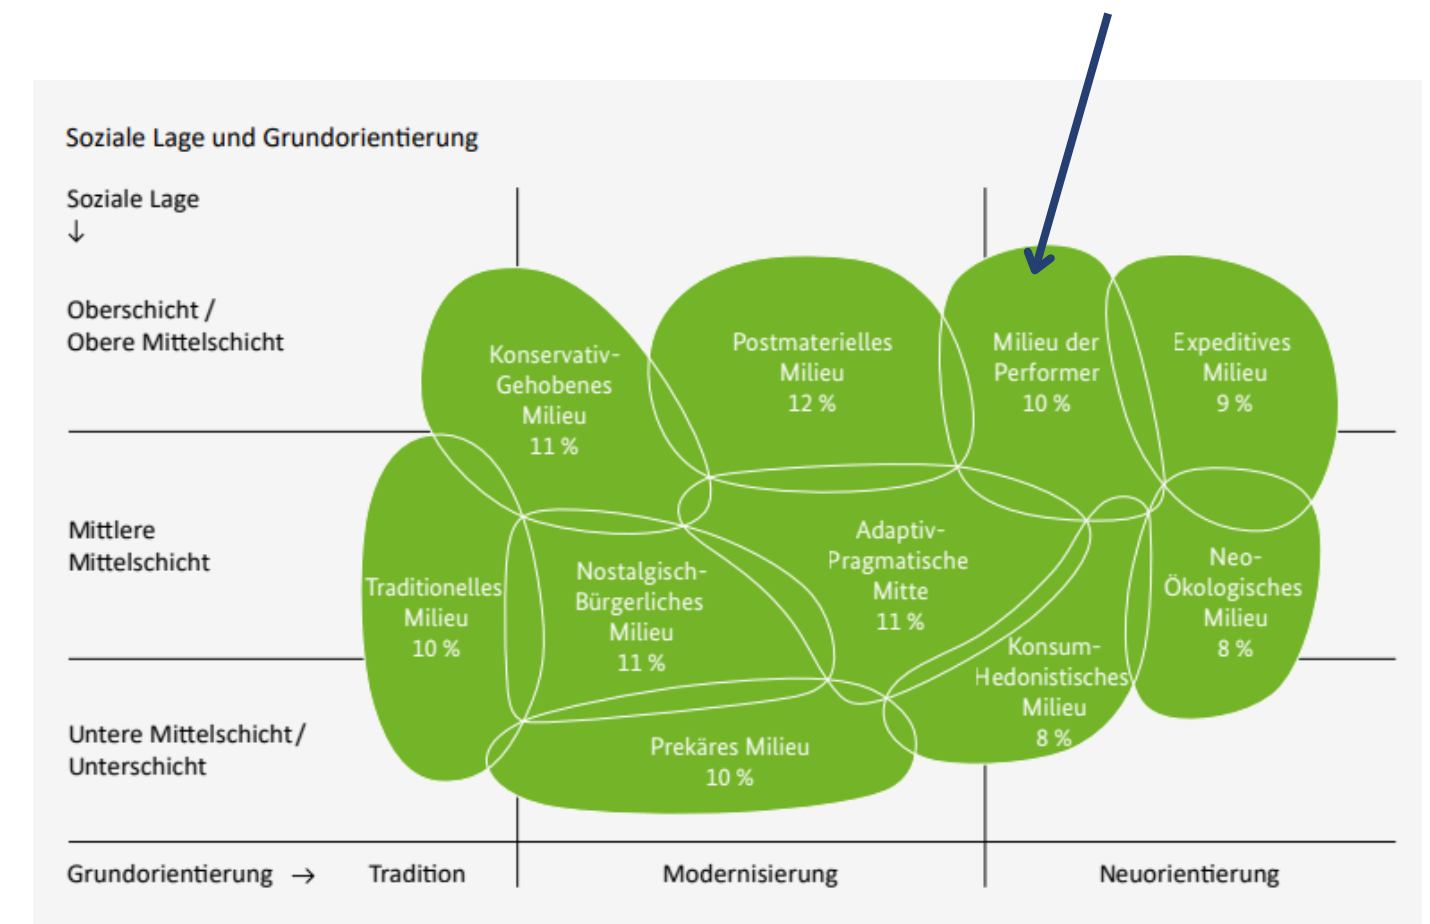 Soziale Lage und Grundorientierung
Soziale Lage
↓
Oberschicht /
Obere Mittelschicht
Konservativ-
Gehobenes
Milieu
11 %
Postmaterielles
Milieu
12 %
Milieu der
Performer
10 %
Expeditives
Milieu
9 %
Mittlere
Mittelschicht
Traditionelles
Milieu
10 %
Nostalgisch-
Bürgerliches
Milieu
11 %
Adaptiv-
Pragmatische
Mitte
11 %
Konsum-
Hedonistisches
Milieu
8 %
Neo-
Ökologisches
Milieu
8 %
Untere Mittelschicht/
Unterschicht
Prekäres Milieu
10 %
Grundorientierung → Tradition Modernisierung Neuorientierung